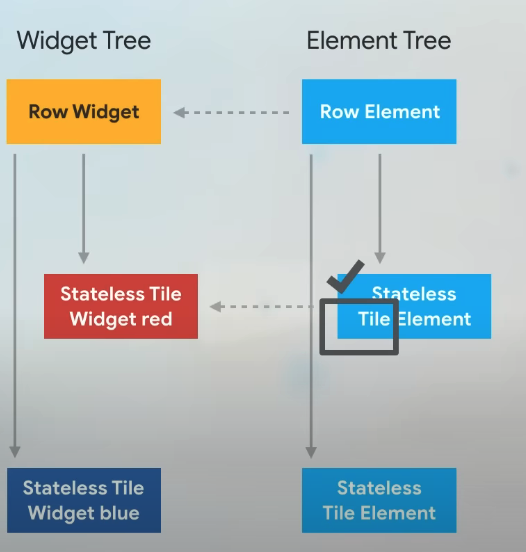 Widget Tree
Element Tree
Row Widget
Row Element
Stateless Tile
Widget red
Stateless
Tile Element
Stateless Tile
Widget blue
Stateless
Tile Element